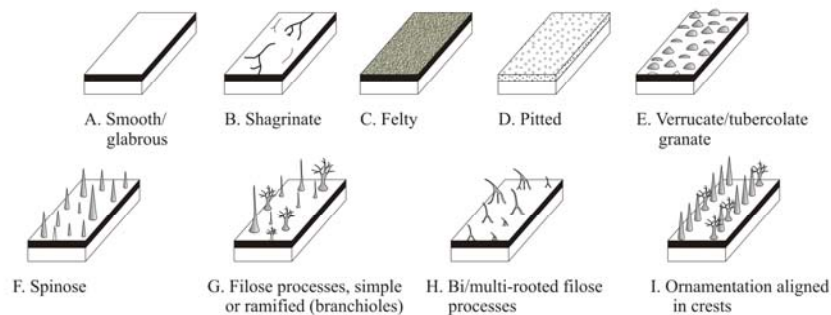 A. Smooth/
glabrous
B. Shagrinate
C. Felty
D. Pitted
E. Verrucate/tubercolate
granate
F. Spinose
G. Filose processes, simple
or ramified (branchioles)
H. Bi/multi-rooted filose
processes
I. Ornamentation aligned
in crests